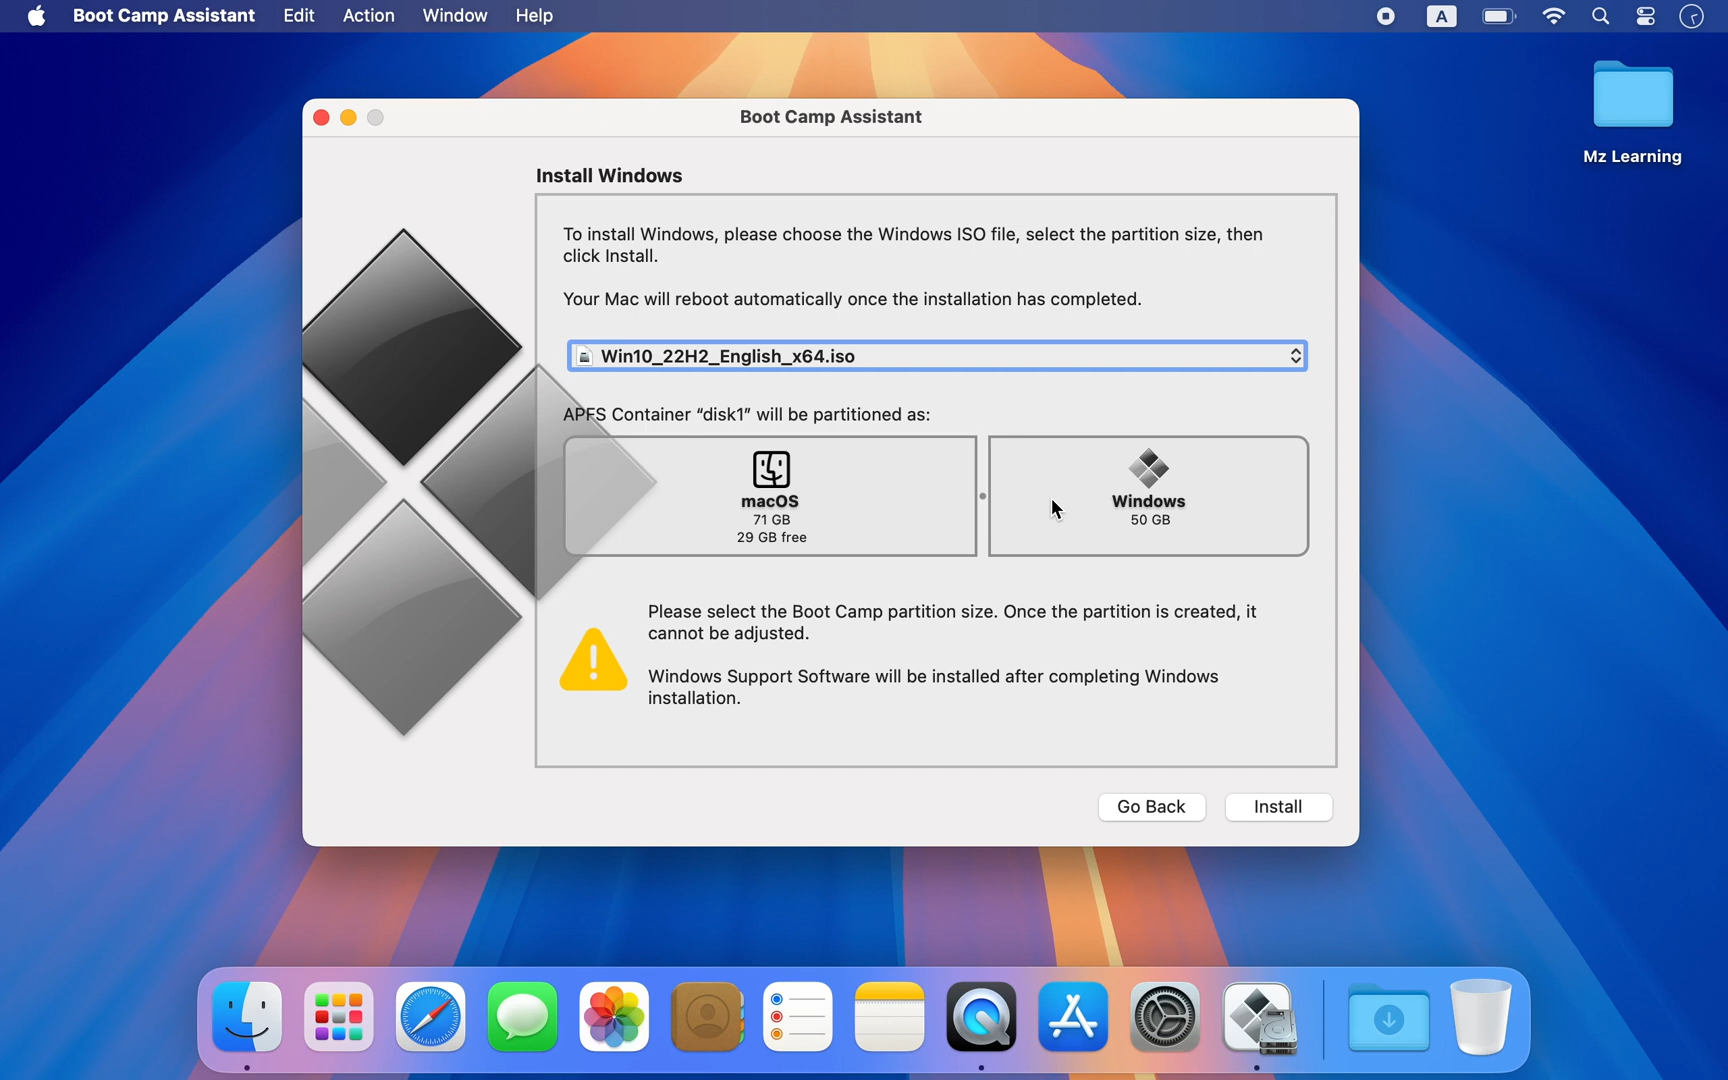 Boot Camp Assistant Edit Action Window Help A
Mz Learning
Boot Camp Assistant
Install Windows
To install Windows, please choose the Windows ISO file, select the partition size, then
click Install.
Your Mac will reboot automatically once the installation has completed.
Win10_22H2_English_x64.iso
APFS Container “disk1” will be partitioned as:
macOS
71 GB
29 GB free
Windows
50 GB
Please select the Boot Camp partition size. Once the partition is created, it
cannot be adjusted.
Windows Support Software will be installed after completing Windows
installation.
Go Back Install